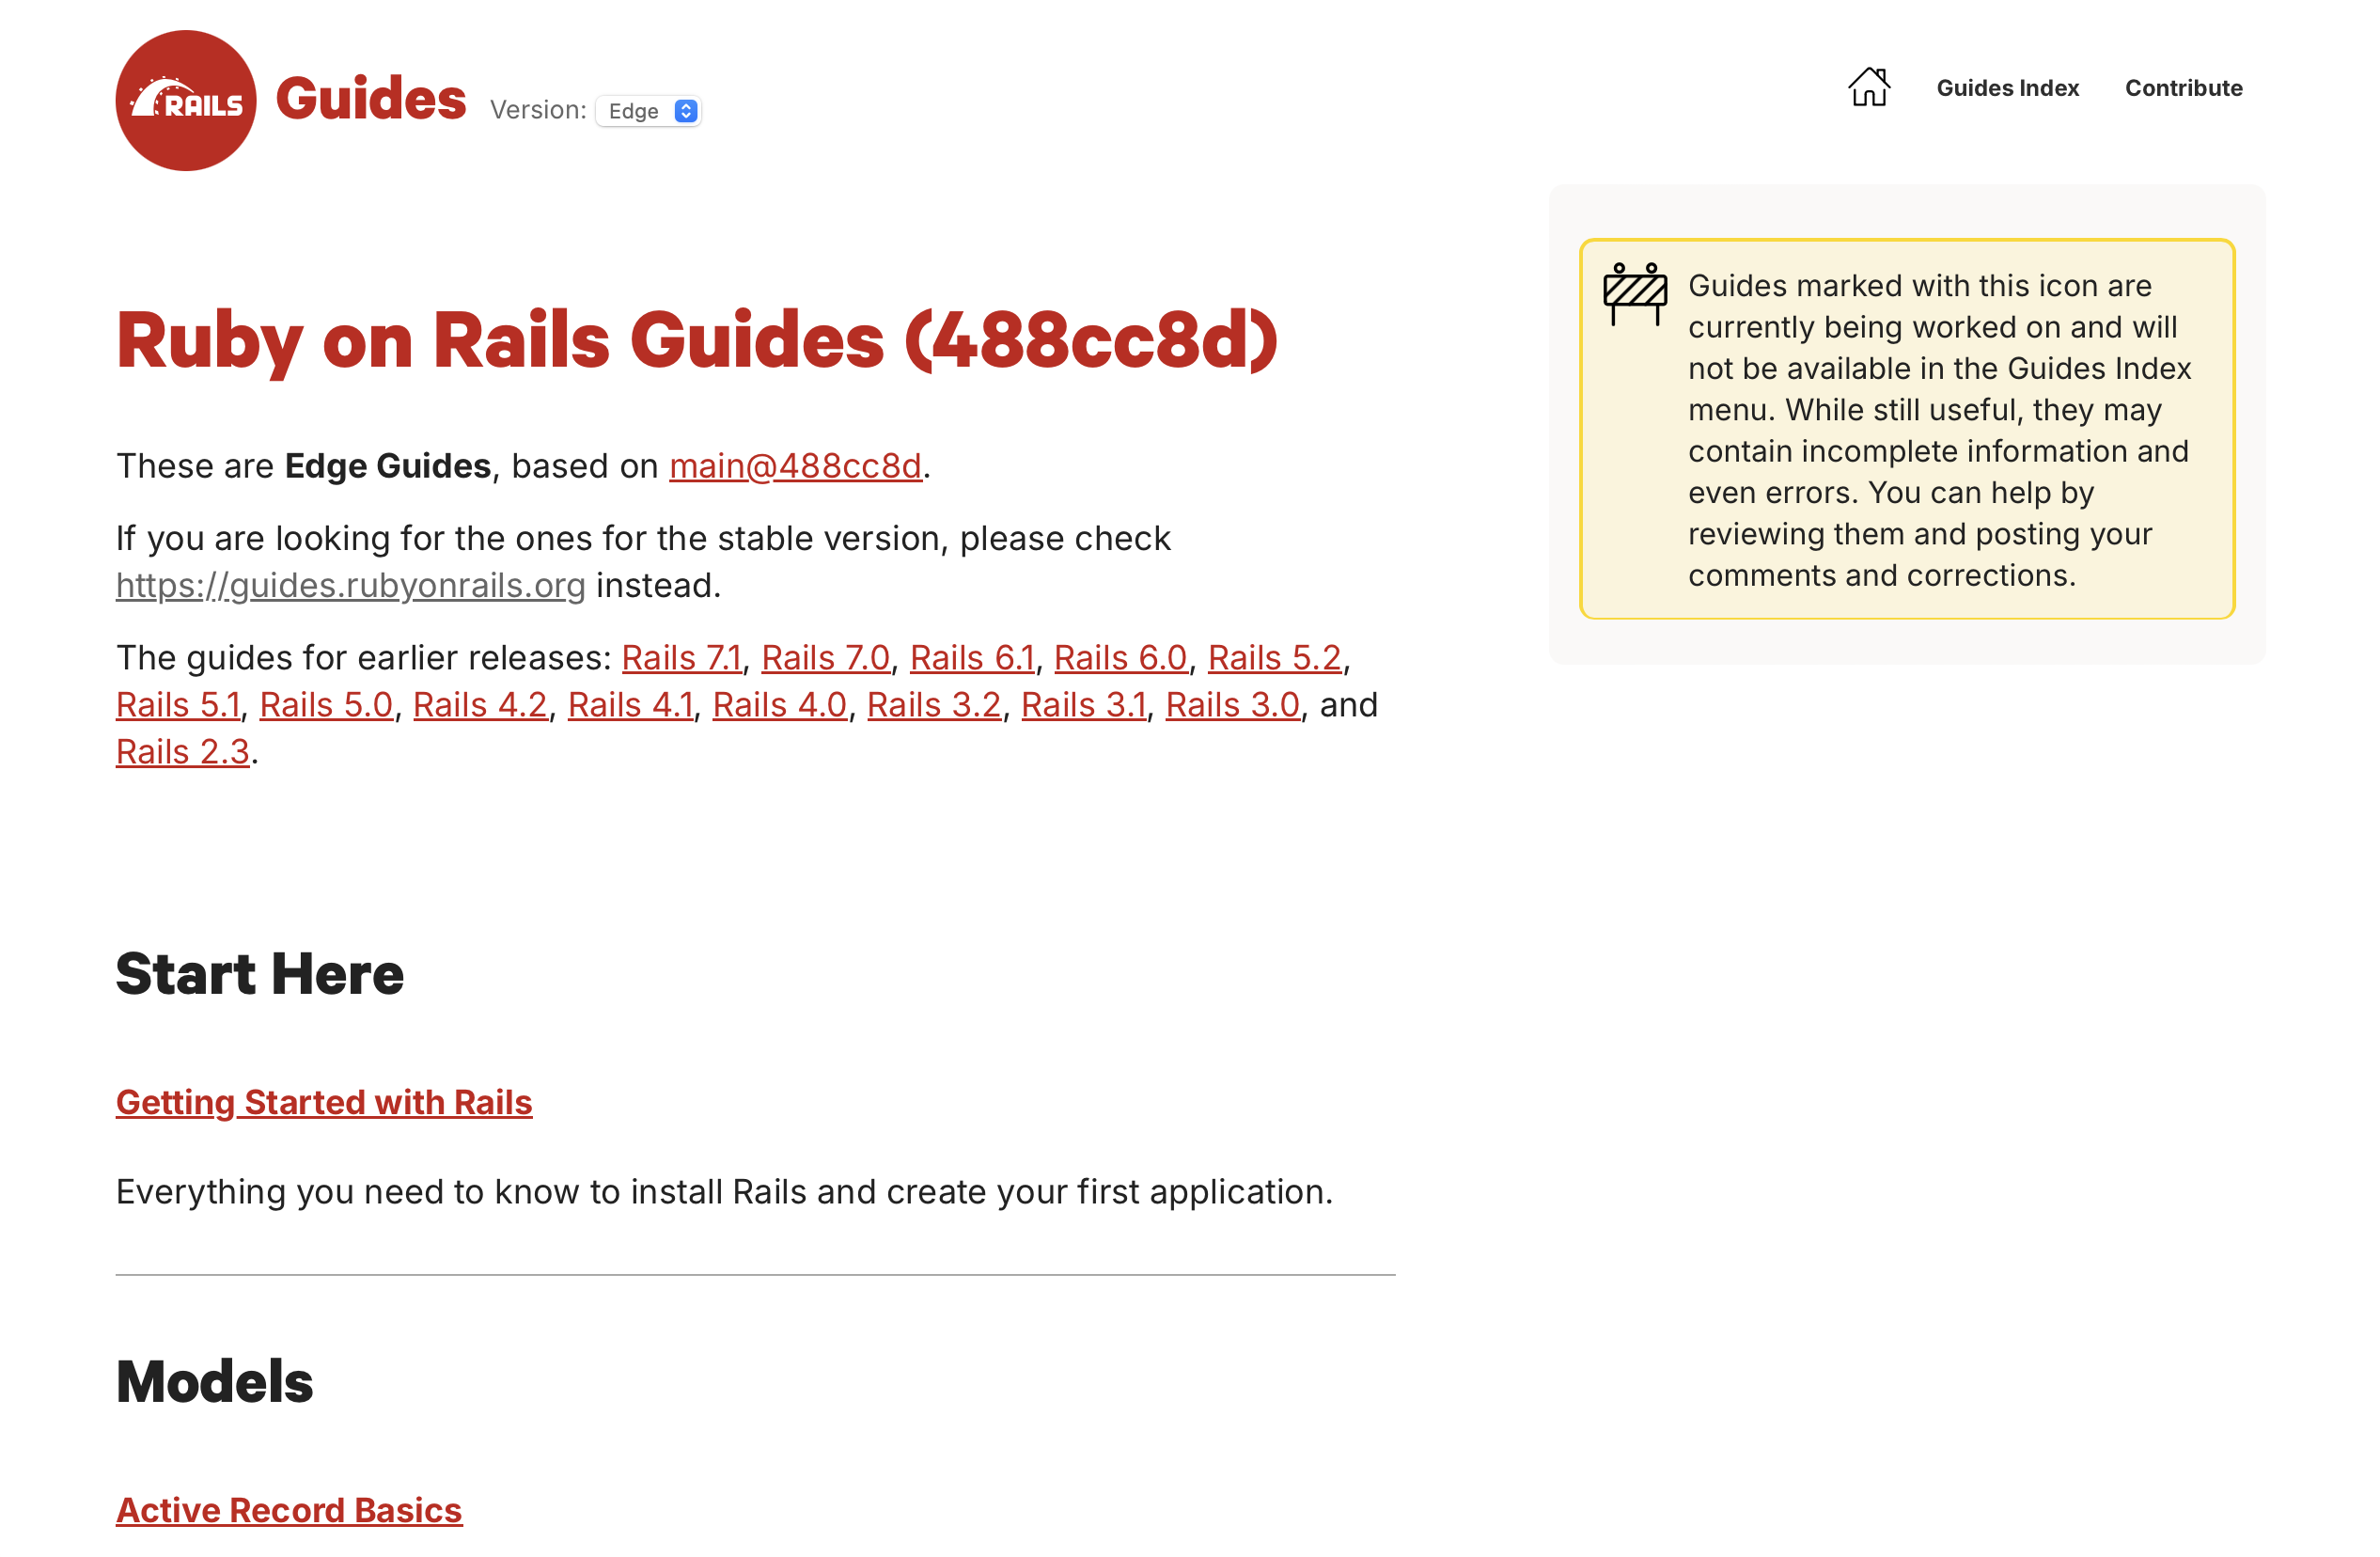 RAILS Guides Version: Edge
Guides Index Contribute
Ruby on Rails Guides (488cc8d)
These are Edge Guides, based on main@488cc8d.
If you are looking for the ones for the stable version, please check
https://guides.rubyonrails.org instead.
The guides for earlier releases: Rails 7.1, Rails 7.0, Rails 6.1, Rails 6.0, Rails 5.2,
Rails 5.1, Rails 5.0, Rails 4.2, Rails 4.1, Rails 4.0, Rails 3.2, Rails 3.1, Rails 3.0, and
Rails 2.3.
Guides marked with this icon are
currently being worked on and will
not be available in the Guides Index
menu. While still useful, they may
contain incomplete information and
even errors. You can help by
reviewing them and posting your
comments and corrections.
Start Here
Getting Started with Rails
Everything you need to know to install Rails and create your first application.
Models
Active Record Basics